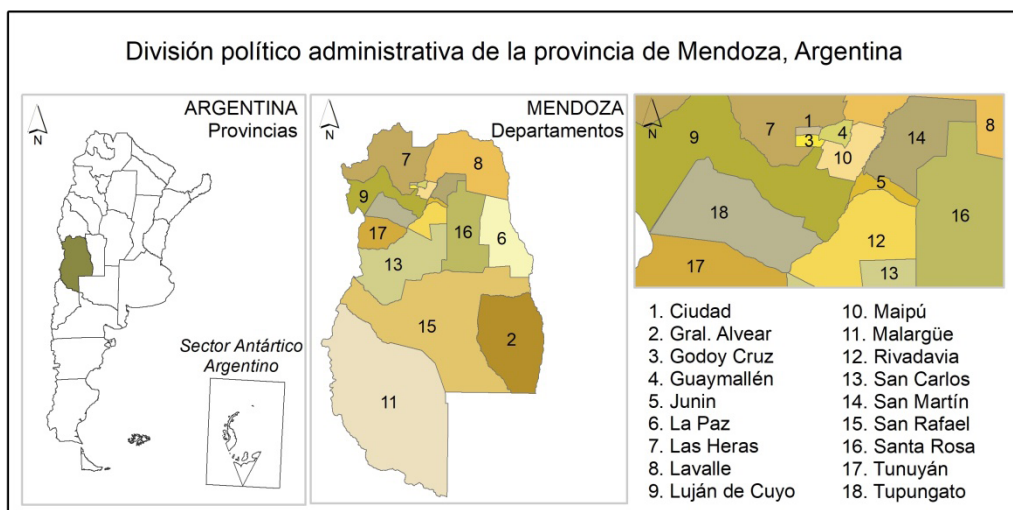 División político administrativa de la provincia de Mendoza, Argentina
N
ARGENTINA
Provincias
Sector Antártico
Argentino
N
MENDOZA
Departamentos
7
8
9
17
16
6
13
15
2
11
N
9
7
1
3
4
10
14
8
5
18
12
16
17
13
1. Ciudad
2. Gral. Alvear
3. Godoy Cruz
4. Guaymallén
5. Junin
6. La Paz
7. Las Heras
8. Lavalle
9. Luján de Cuyo
10. Maipú
11. Malargüe
12. Rivadavia
13. San Carlos
14. San Martín
15. San Rafael
16. Santa Rosa
17. Tunuyán
18. Tupungato